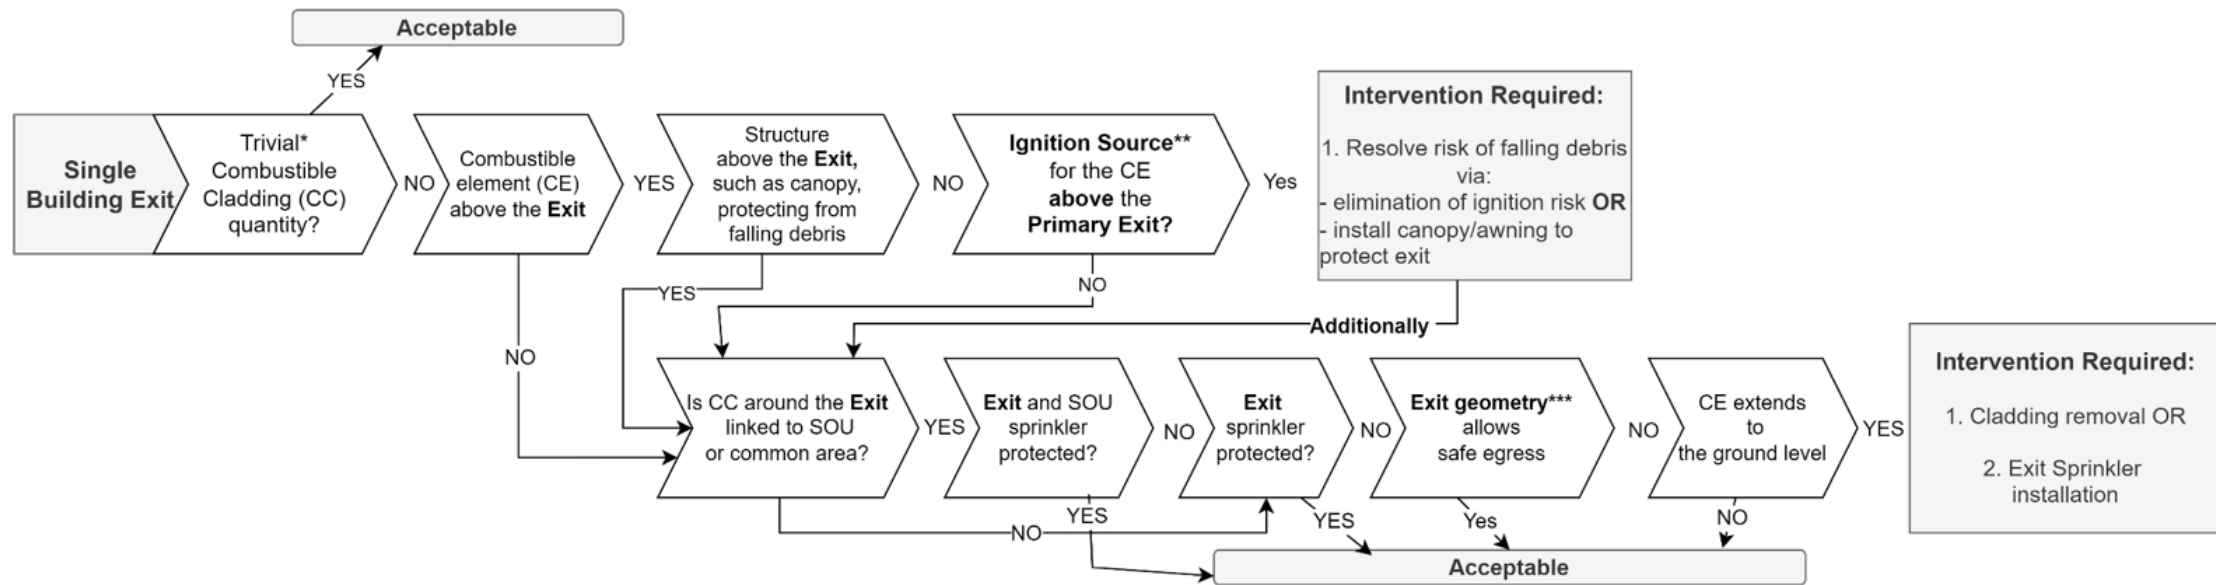 Acceptable
YES
Single
Building Exit
Trivial*
Combustible
Cladding (CC)
quantity?
NO
Combustible
element (CE)
above the Exit
YES
Structure
above the Exit,
such as canopy,
protecting from
falling debris
NO
Ignition Source**
for the CE
above the
Primary Exit?
Yes
Intervention Required:
1. Resolve risk of falling debris
via:
- elimination of ignition risk OR
- install canopy/awning to
protect exit
YES
NO
Additionally
NO
Is CC around the Exit
linked to SOU
or common area?
YES
Exit and SOU
sprinkler
protected?
NO
Exit
sprinkler
protected?
NO
Exit geometry***
allows
safe egress
NO
CE extends
to
the ground level
YES
Intervention Required:
1. Cladding removal OR
2. Exit Sprinkler
installation
NO
YES
YES
Yes
NO
Acceptable